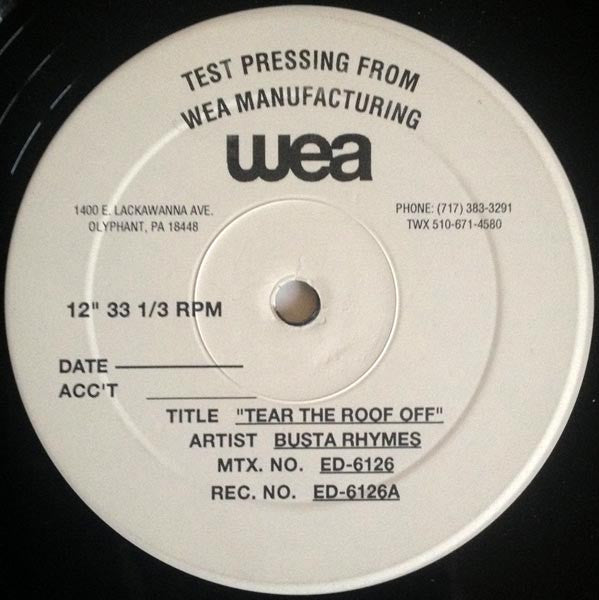 TEST PRESSING FROM
WEA MANUFACTURING
wea
1400 E. LACKAWANNA AVE.
OLYPHANT, PA 18448
PHONE: (717) 383-3291
TWX 510-671-4580
12" 33 1/3 RPM
DATE
ACC'T
TITLE "TEAR THE ROOF OFF"
ARTIST BUSTA RHYMES
MTX. NO. ED-6126
REC. NO. ED-6126A